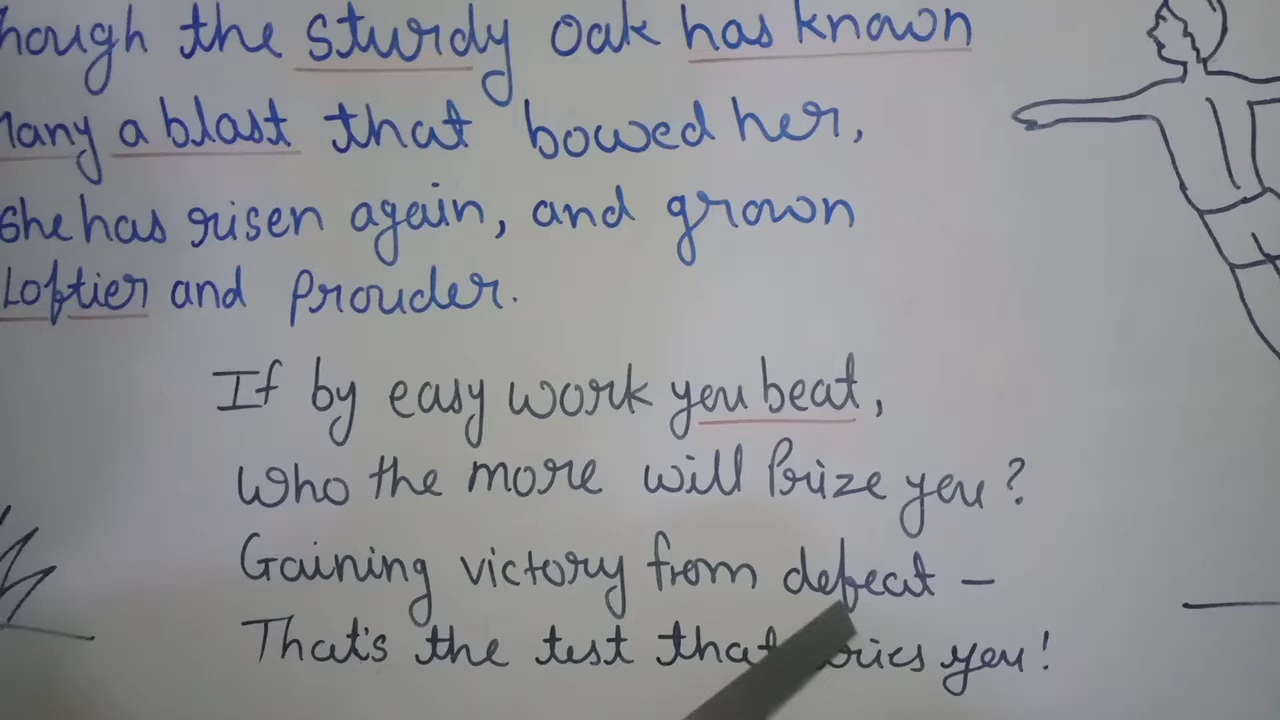 hough the sturdy oak has known
many a blast that bowed her,
She has risen again, and grown
Loftier and Prouder.
If by easy work you beat,
Who the more will Prize you?
Gaining victory from defeat –
That's the test that tries you!